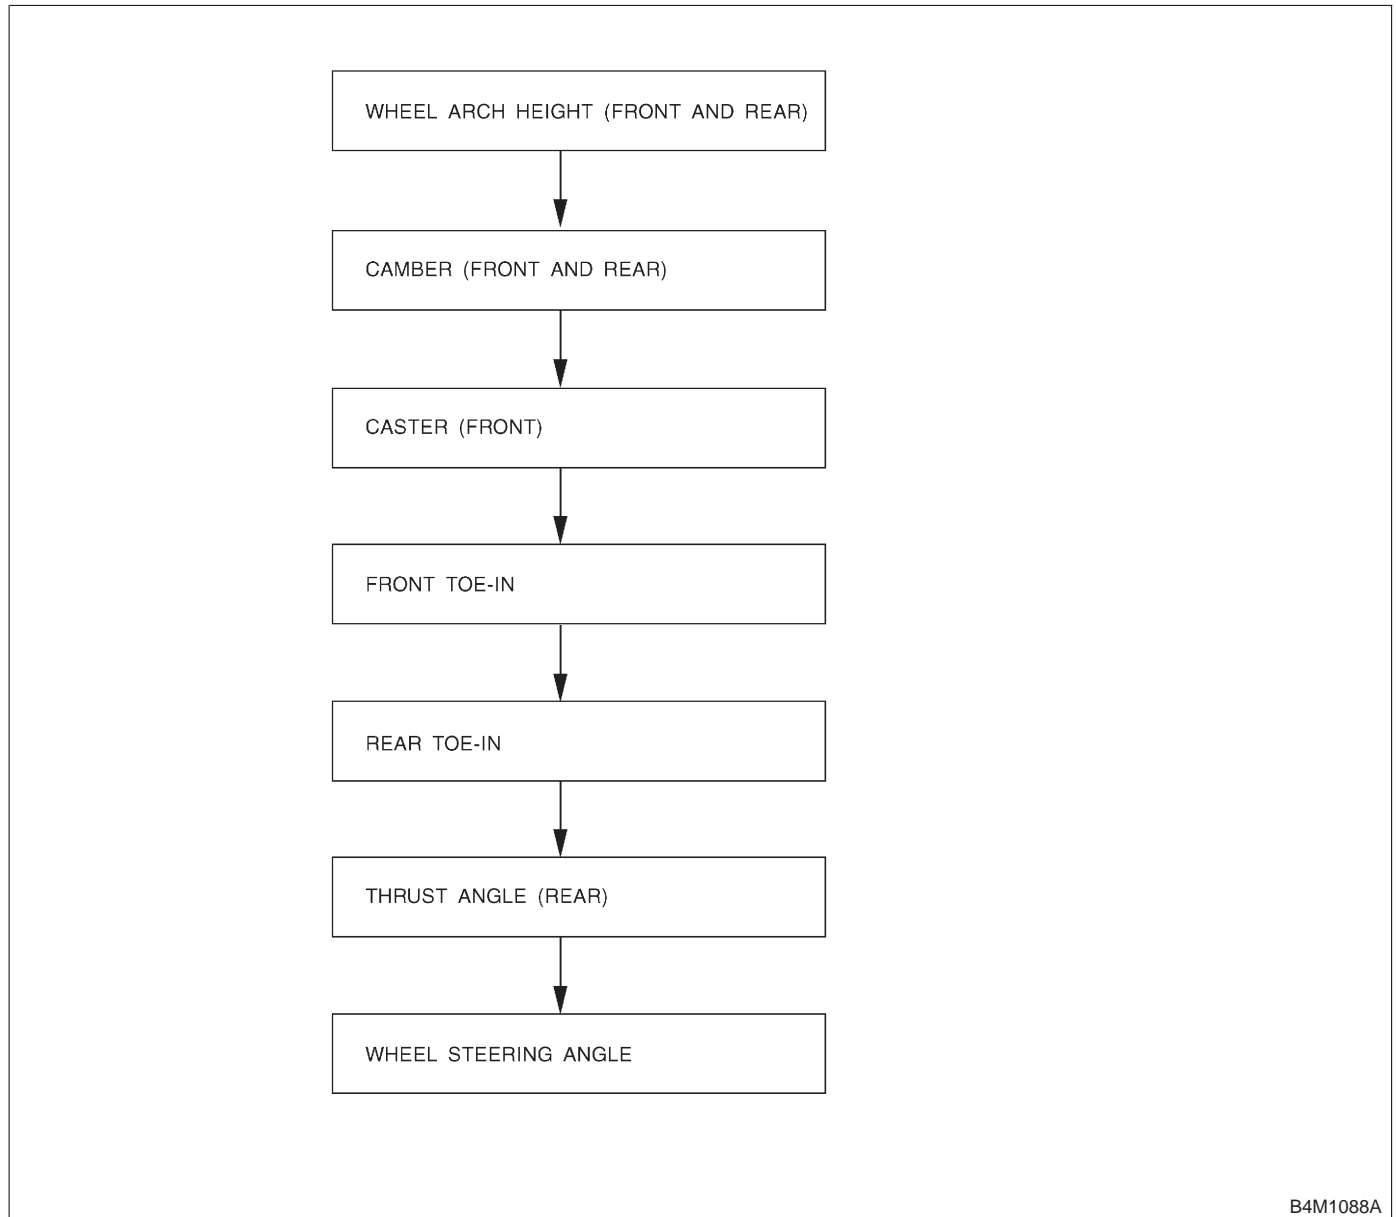 WHEEL ARCH HEIGHT (FRONT AND REAR)
CAMBER (FRONT AND REAR)
CASTER (FRONT)
FRONT TOE-IN
REAR TOE-IN
THRUST ANGLE (REAR)
WHEEL STEERING ANGLE
B4M1088A